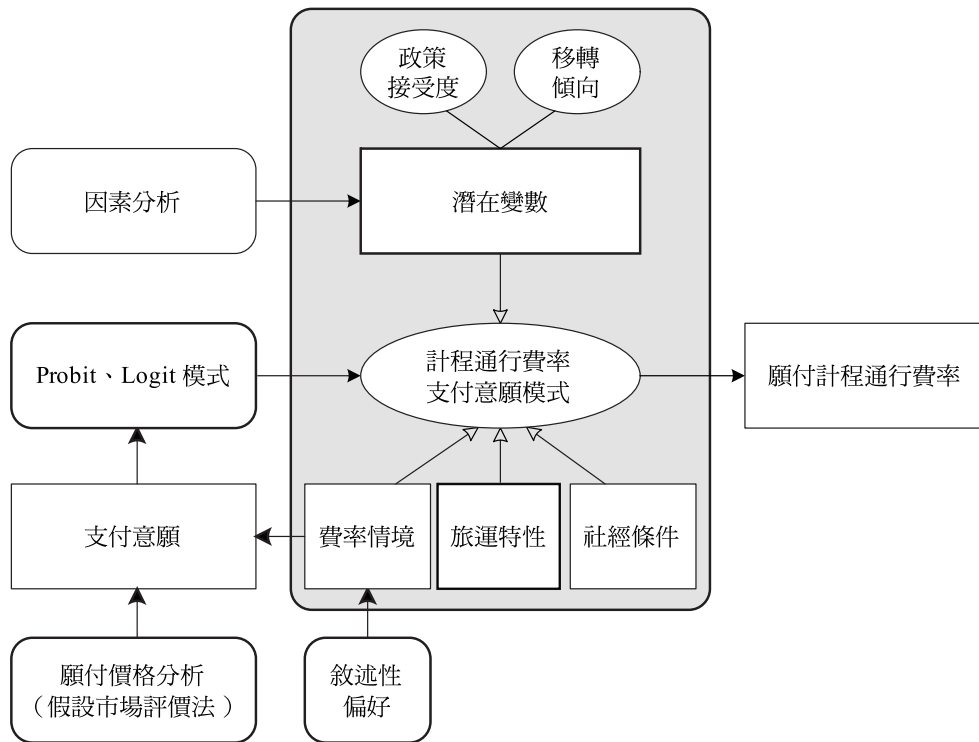 政策
接受度
移轉
傾向
因素分析
潛在變數
Probit、Logit 模式
計程通行費率
支付意願模式
願付計程通行費率
支付意願
費率情境
旅運特性
社經條件
願付價格分析
（假設市場評價法）
敘述性
偏好